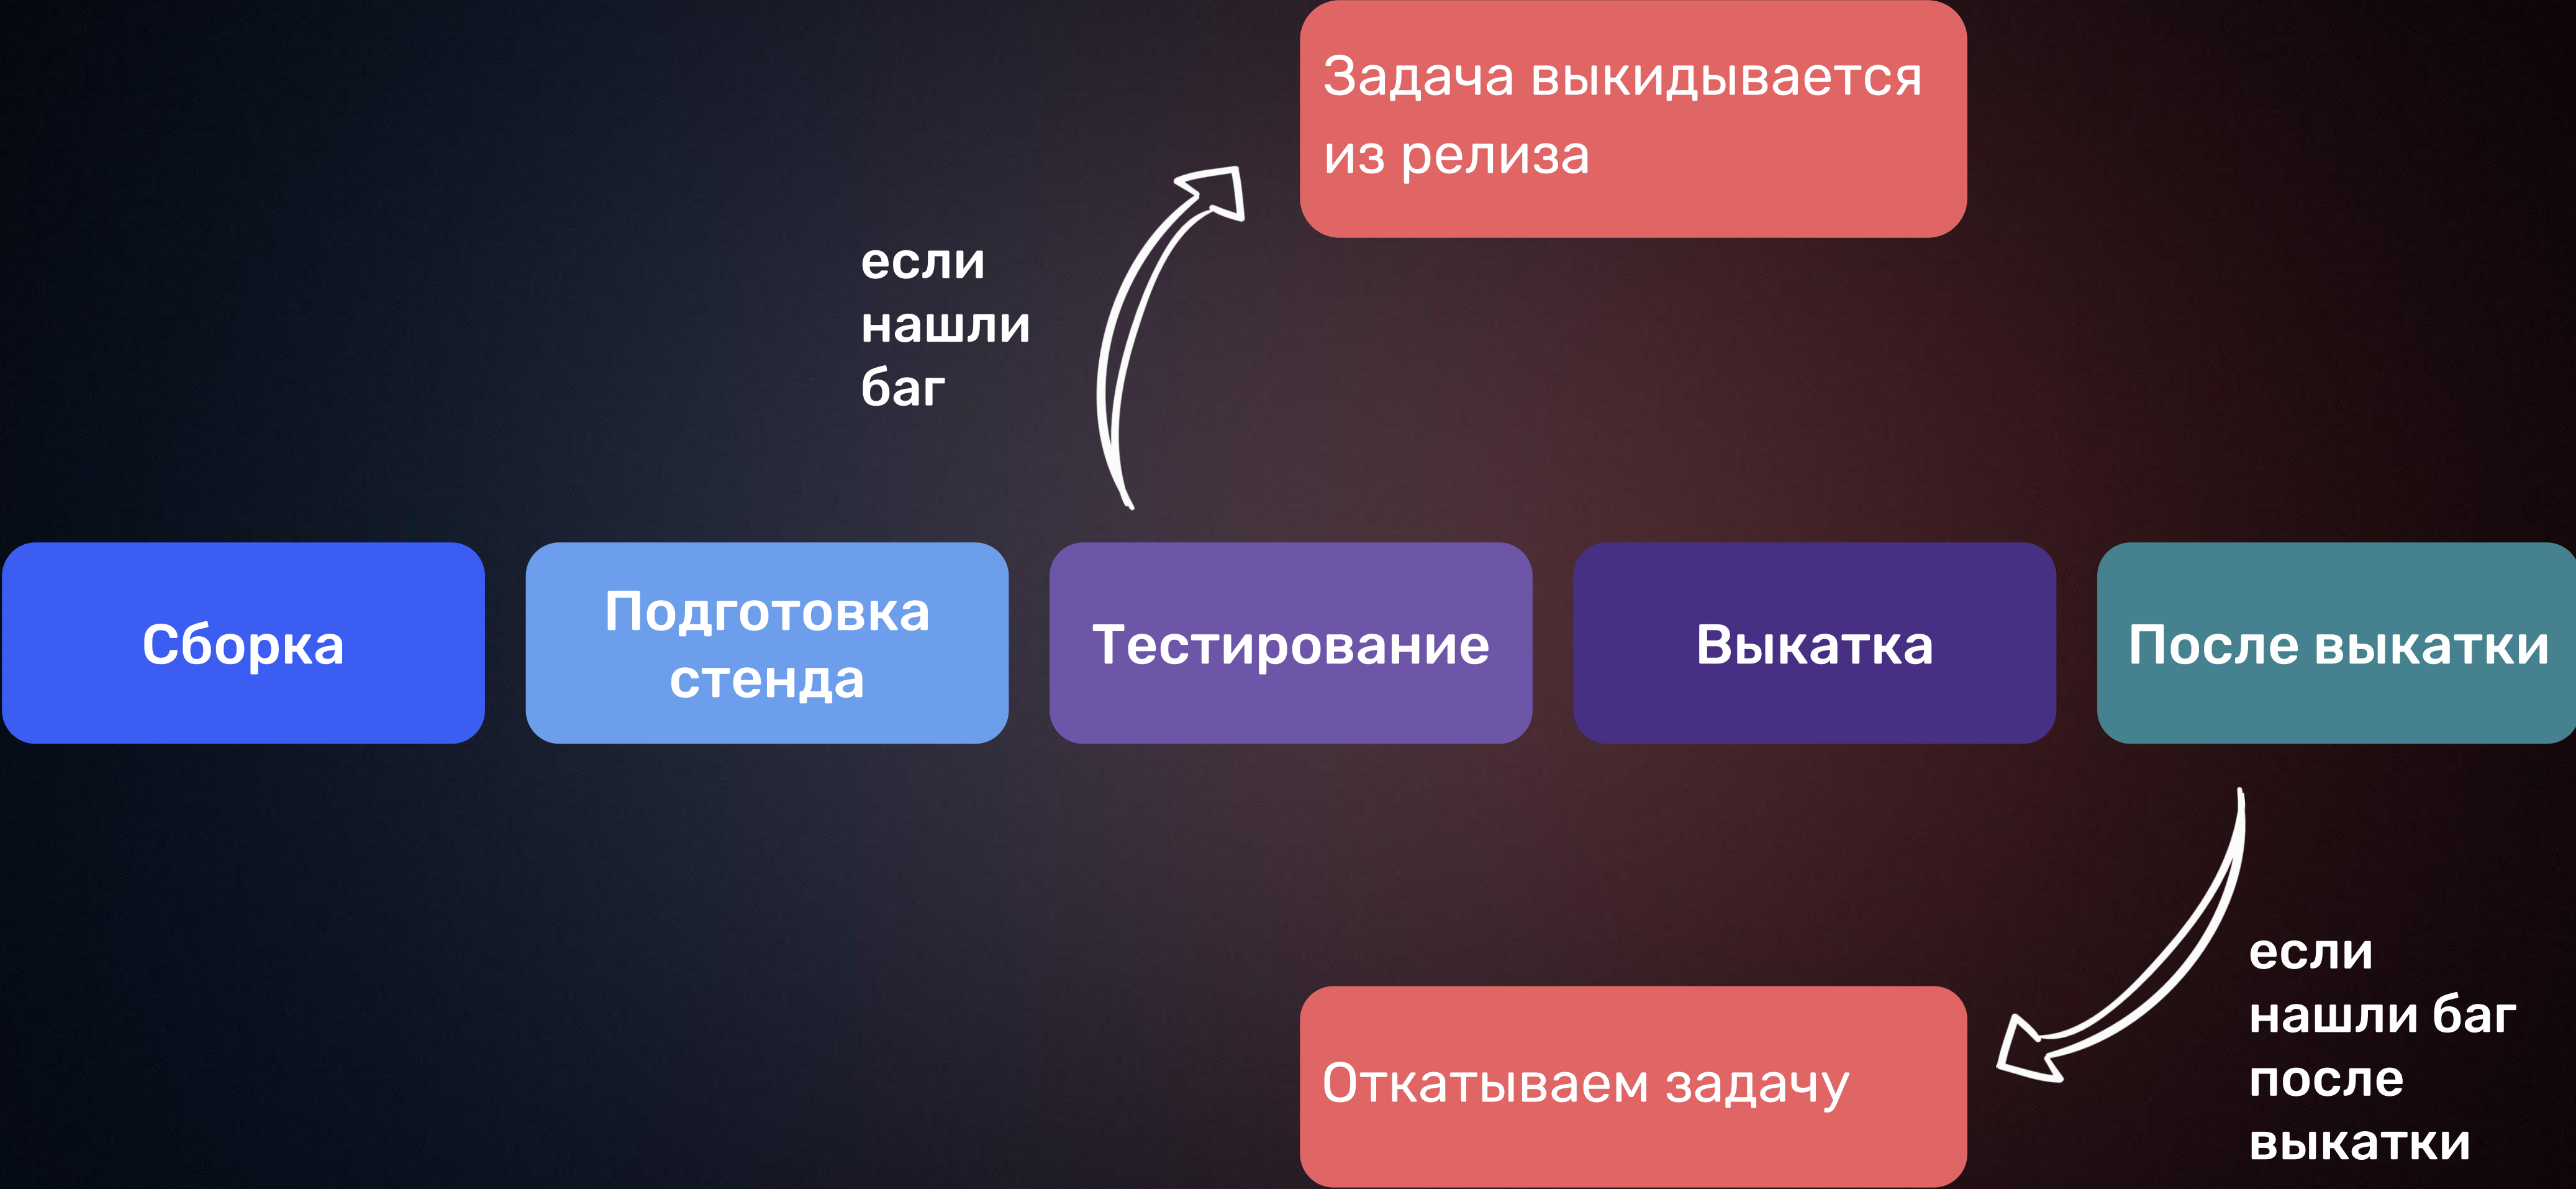 Задача выкидывается
из релиза
если
нашли
баг
Сборка
Подготовка
стенда
Тестирование
Выкатка
После выкатки
Откатываем задачу
если
нашли баг
после
выкатки